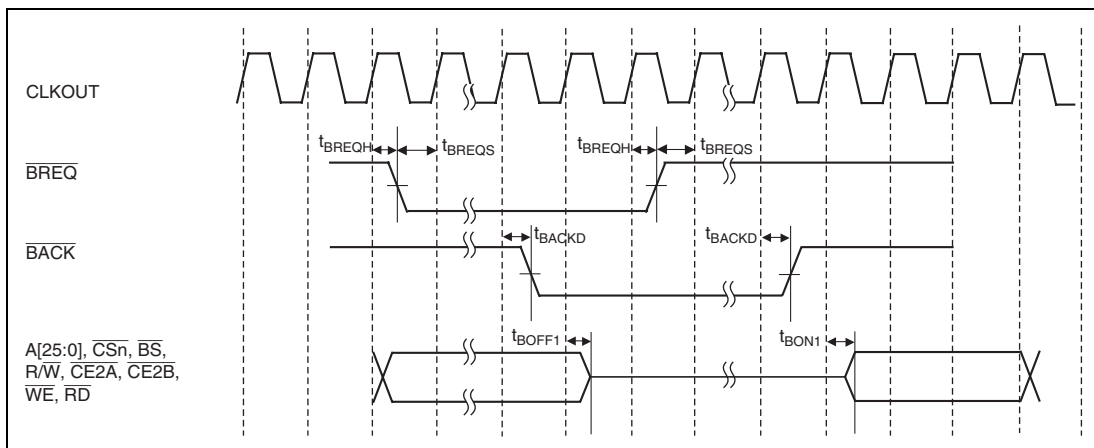 CLKOUT
tBREQH tBREQS tBREQH tBREQS
BREQ
BACK
tBACKD tBACKD
tBOFF1 tBON1
A[25:0], CSn, BS,
R/W, CE2A, CE2B,
WE, RD